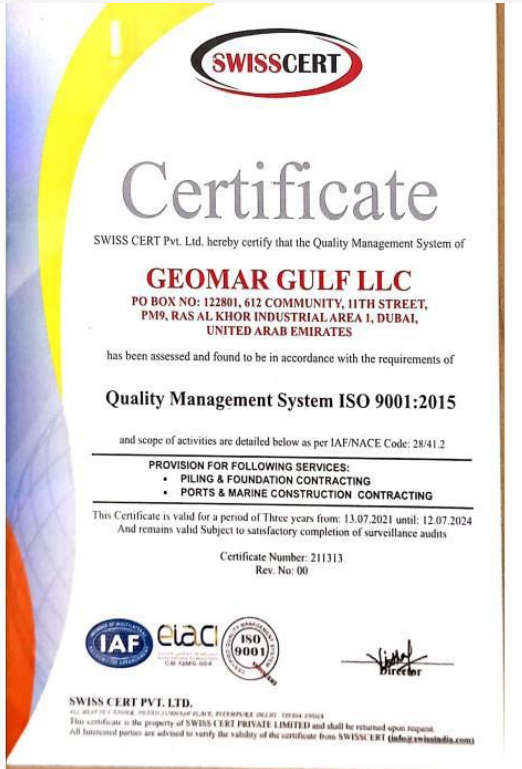 SWISSCERT
Certificate
SWISS CERT Pvt. Ltd. hereby certify that the Quality Management System of
GEOMAR GULF LLC
PO BOX NO: 122801, 612 COMMUNITY, 11TH STREET,
PM9, RAS AL KHOR INDUSTRIAL AREA 1, DUBAI,
UNITED ARAB EMIRATES
has been assessed and found to be in accordance with the requirements of
Quality Management System ISO 9001:2015
and scope of activities are detailed below as per IAF/NACE Code: 28/41.2
PROVISION FOR FOLLOWING SERVICES:
• PILING & FOUNDATION CONTRACTING
• PORTS & MARINE CONSTRUCTION CONTRACTING
This Certificate is valid for a period of Three years from: 13.07.2021 until: 12.07.2024
And remains valid Subject to satisfactory completion of surveillance audits
Certificate Number: 211313
Rev. No: 00
IAF
eiac
CB-QMS-004
ISO
9001
Director
SWISS CERT PVT. LTD.
This certificate is the property of SWISS CERT PRIVATE LIMITED and shall be returned upon request.
All Interested parties are advised to verify the validity of the certificate from SWISSCERT (info@swissindia.com)